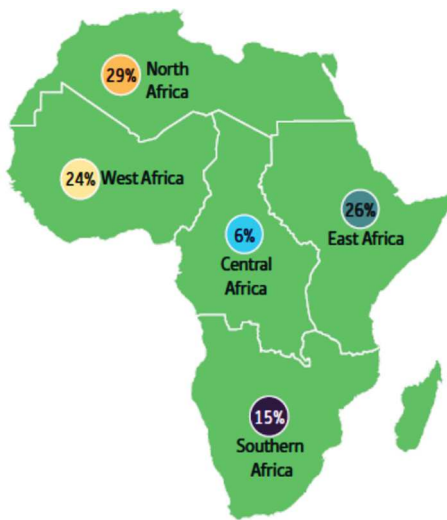 29% North
Africa
24% West Africa
26%
East Africa
6%
Central
Africa
15%
Southern
Africa